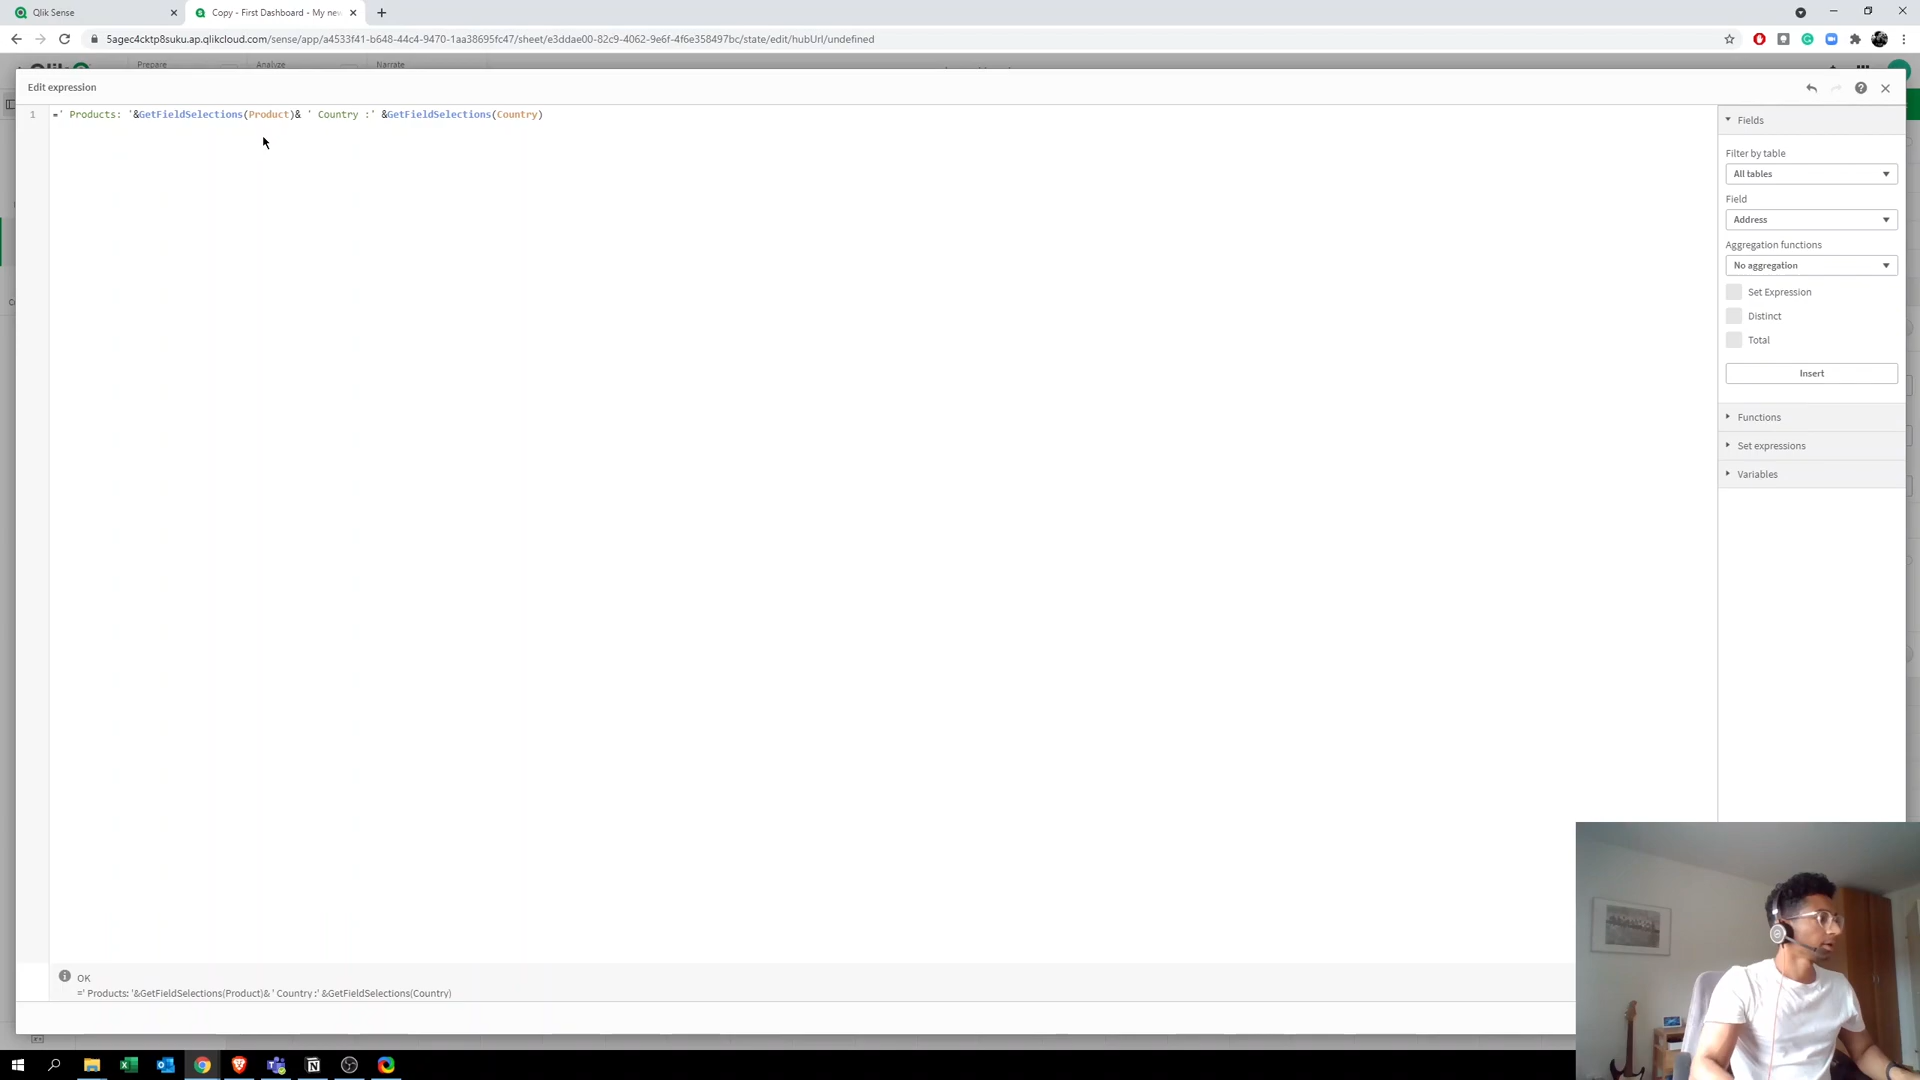 Qlik Sense
Copy - First Dashboard - My new
5agec4cktp8suku.ap.qlikcloud.com/sense/app/a4533f41-b648-44c4-9470-1aa38695fc47/sheet/e3ddae00-82c9-4062-9e6f-4f6e358497bc/state/edit/hubUrl/undefined
Prepare
Analyze
Narrate
Edit expression
1
=' Products: '&GetFieldSelections(Product)& ' Country :' &GetFieldSelections(Country)
Fields
Filter by table
All tables
Field
Address
Aggregation functions
No aggregation
Set Expression
Distinct
Total
Insert
Functions
Set expressions
Variables
OK
=' Products: '&GetFieldSelections(Product)& ' Country :' &GetFieldSelections(Country)